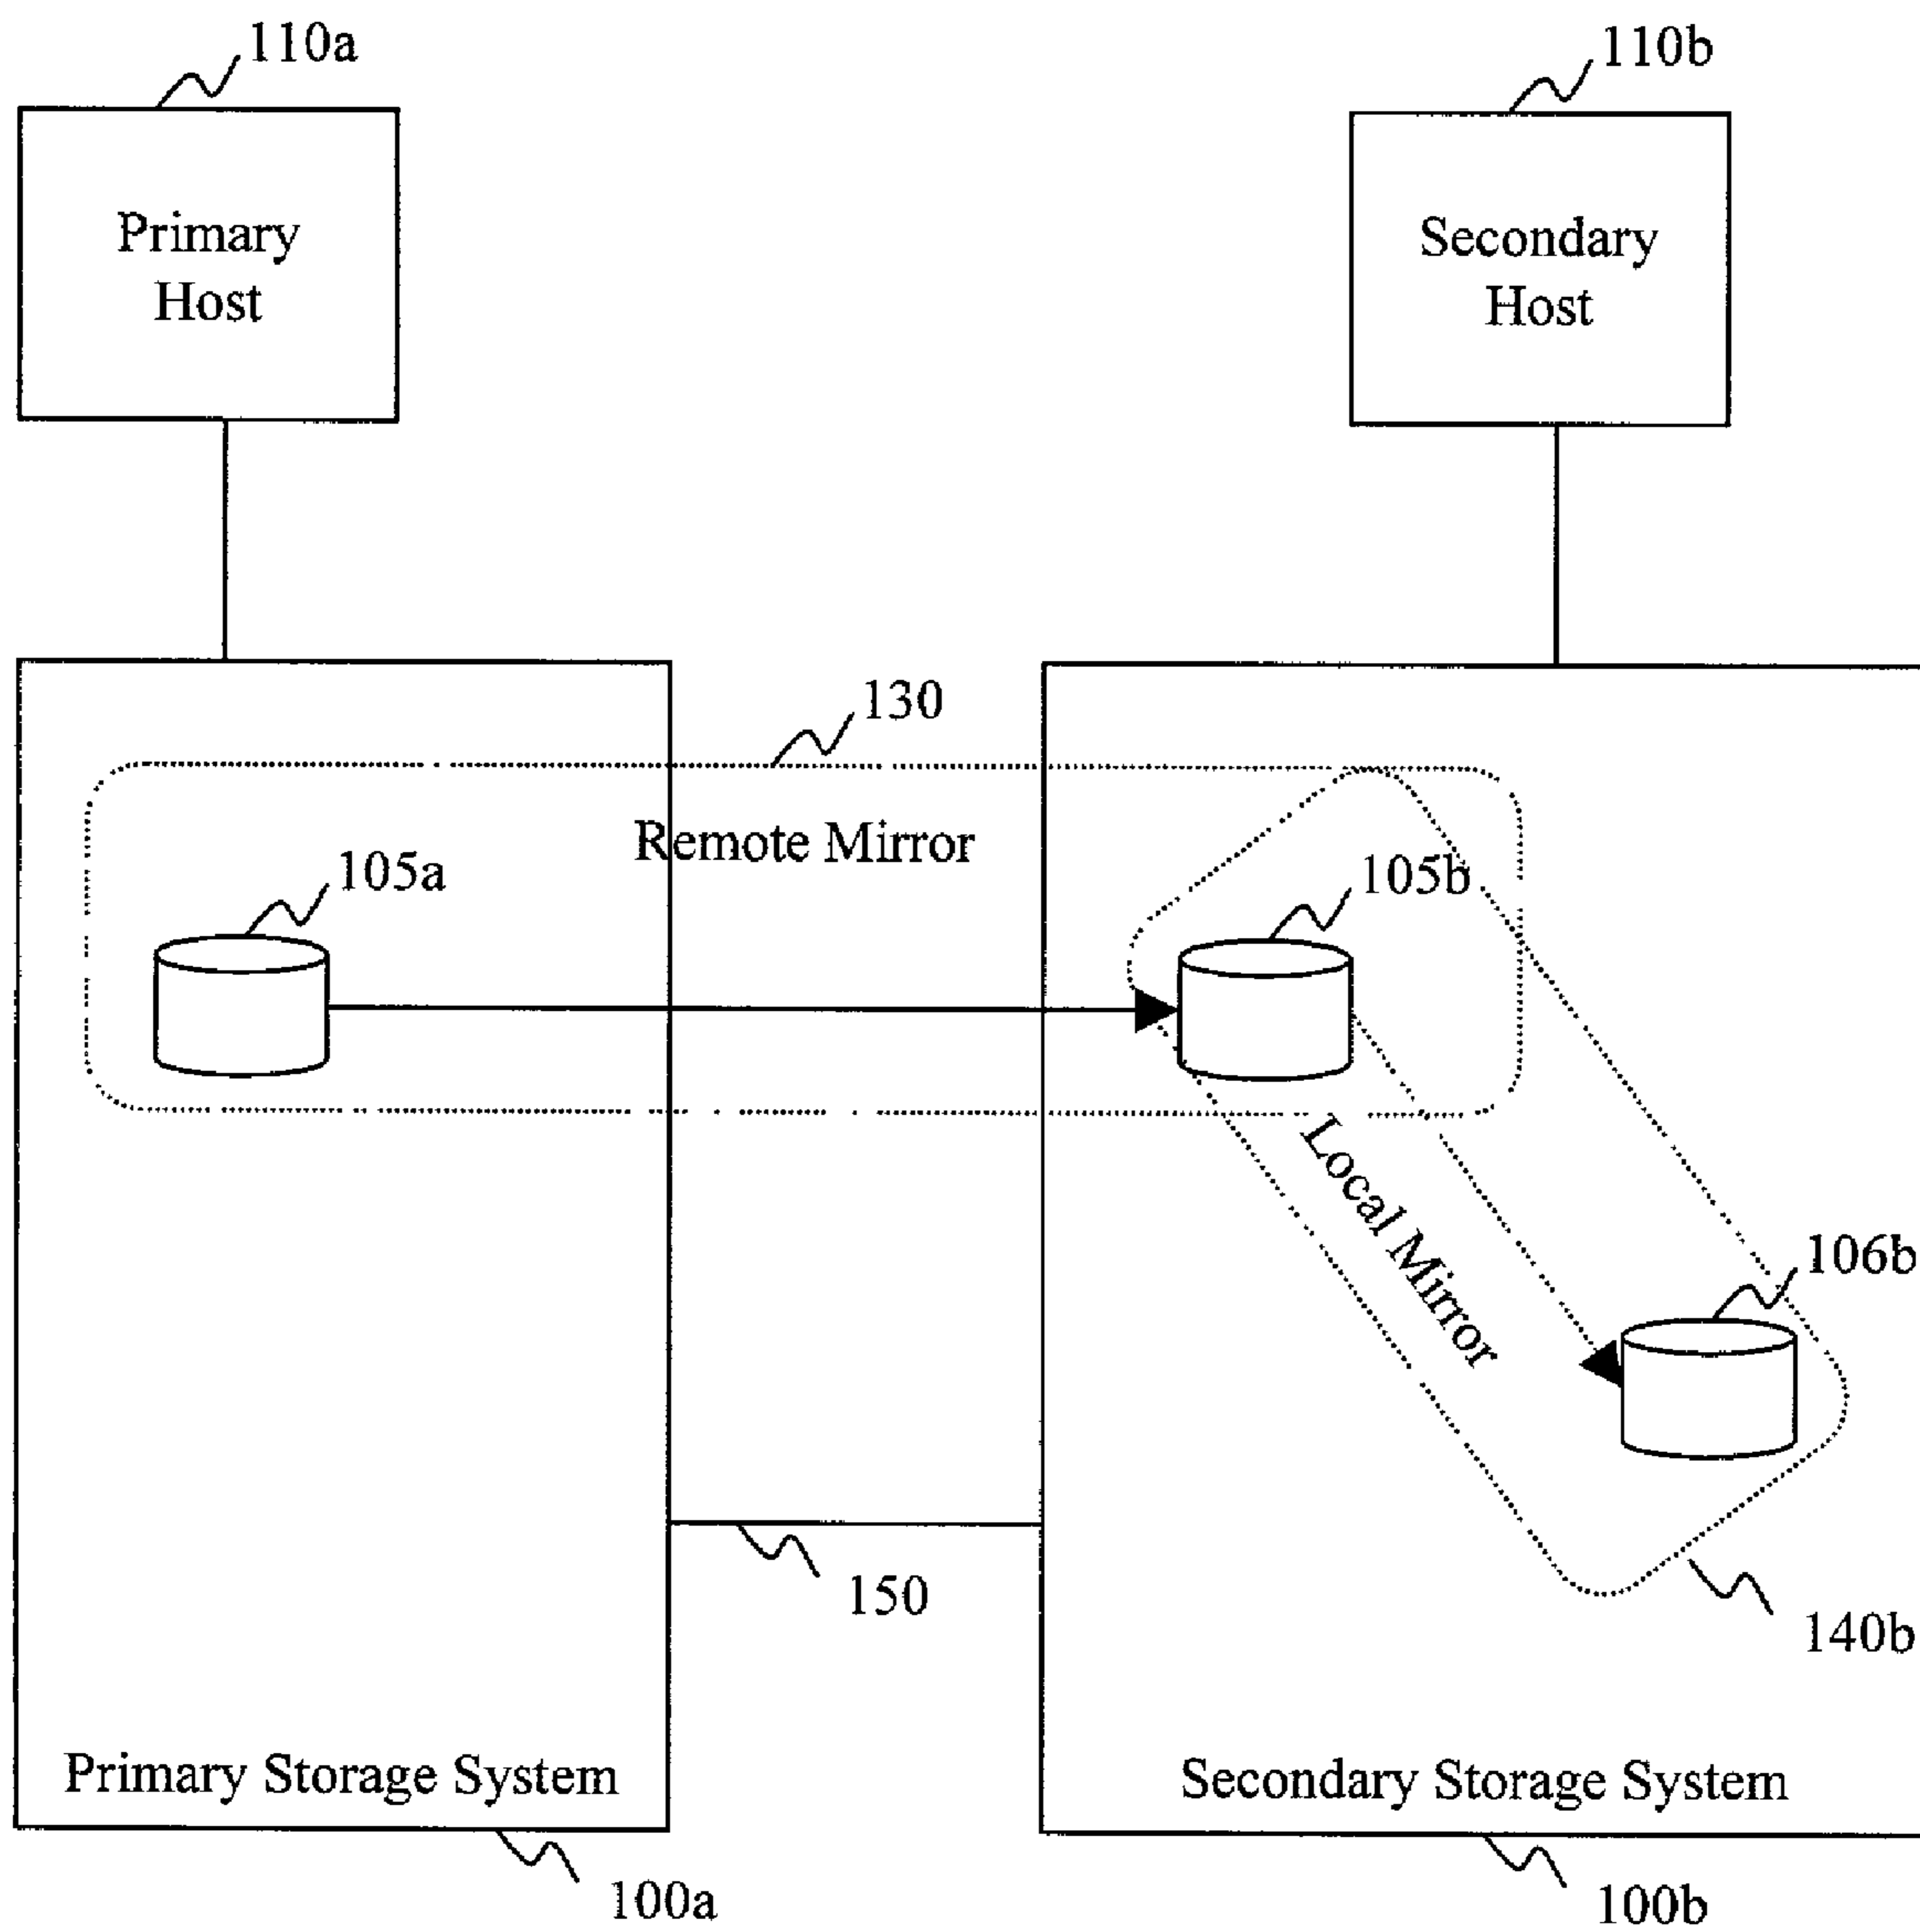 110a
110b
Primary
Host
Secondary
Host
130
Remote Mirror
105a
105b
Local Mirror
106b
150
140b
Primary Storage System
Secondary Storage System
100a
100b